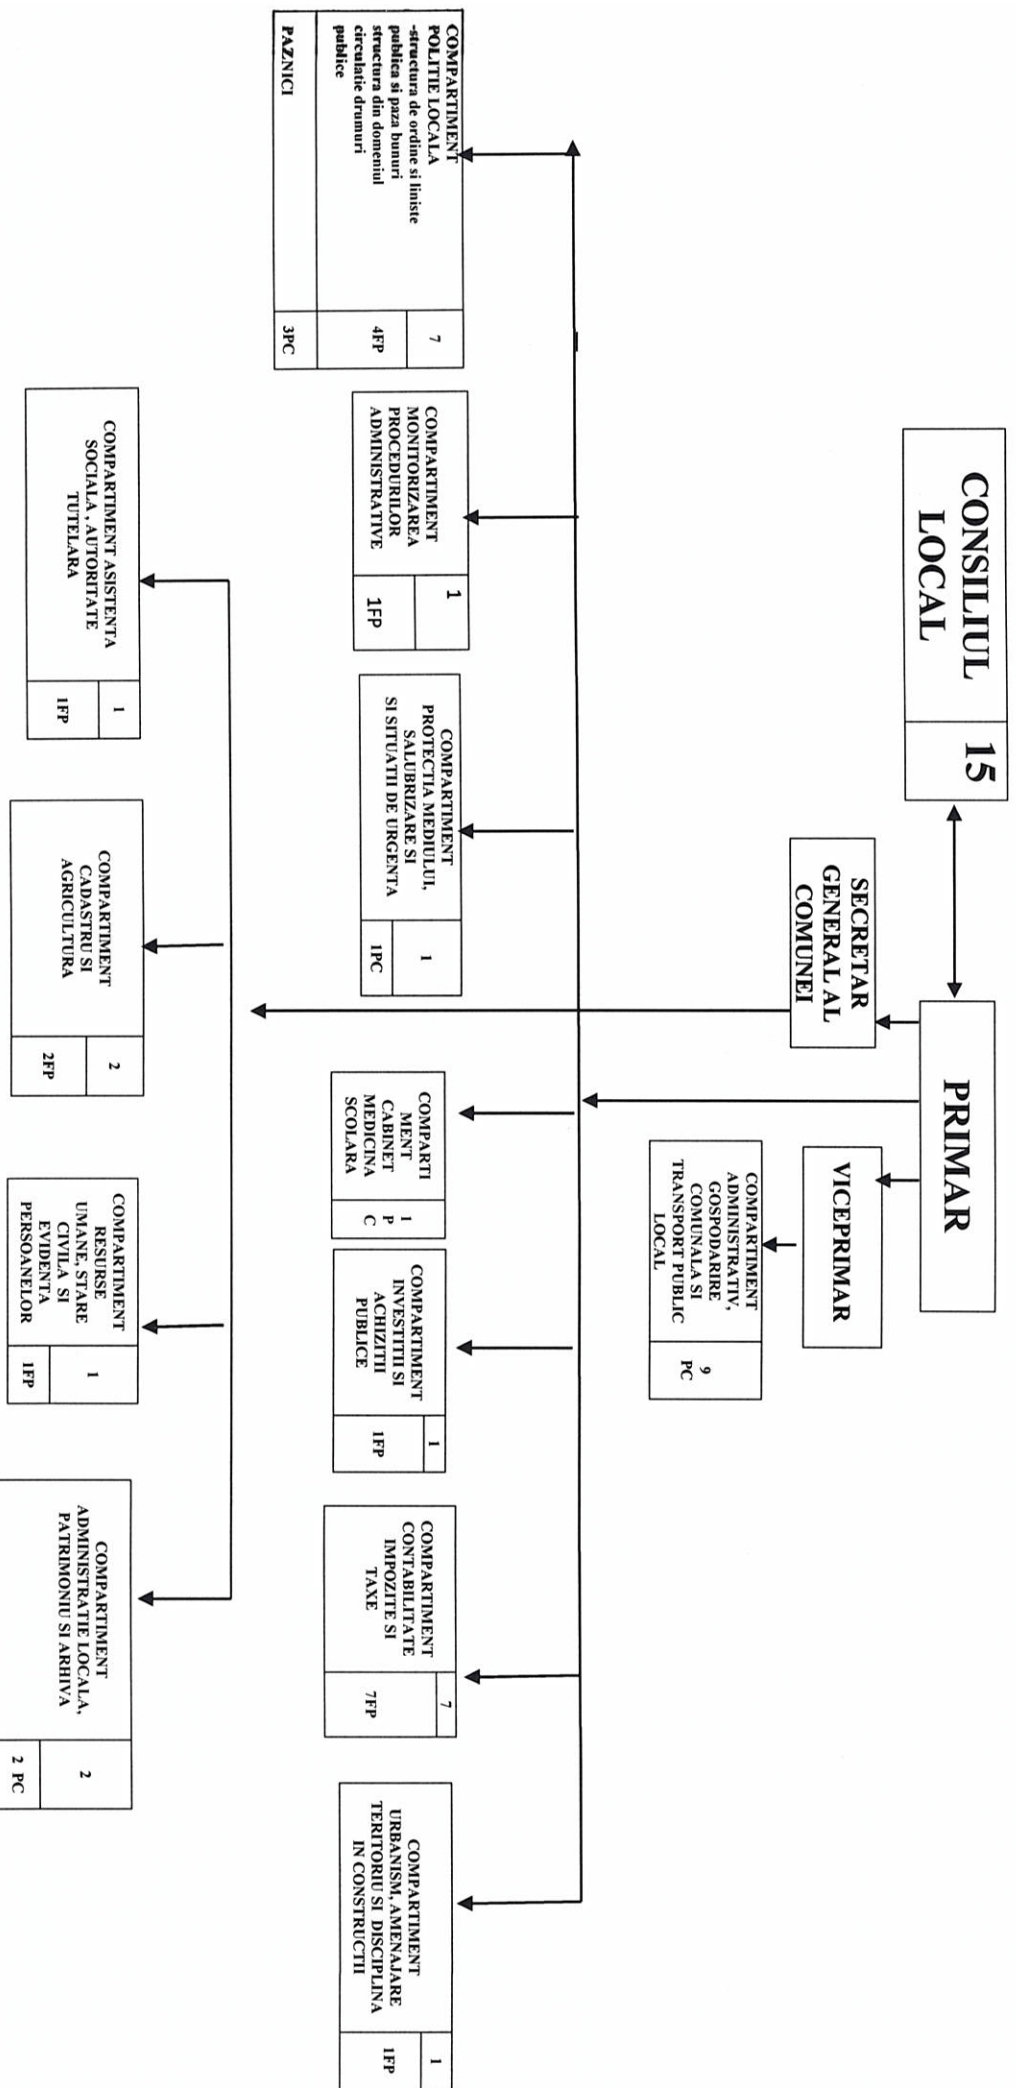 CONSILIUL
LOCAL
15
PRIMAR
SECRETAR
GENERAL AL
COMUNEI
VICEPRIMAR
COMPARTIMENT
ADMINISTRATIV,
GOSPODARIRE
COMUNALA SI
TRANSPORT PUBLIC
LOCAL
9
PC
COMPARTIMENT
POLITIE LOCALA
-structura de ordine si liniste
publica si paza bunuri
structura din domeniul
circulatie drumuri
publice
7
4FP
PAZNICI
3PC
COMPARTIMENT
MONITORIZAREA
PROCEDURILOR
ADMINISTRATIVE
1
1FP
COMPARTIMENT
PROTECTIA MEDIULUI,
SALUBRIZARE SI
SI SITUATII DE URGENTA
1
1PC
COMPARTI
MENT
CABINET
MEDICINA
SCOLARA
1
P
C
COMPARTIMENT
INVESTITII SI
ACHIZITII
PUBLICE
1
1FP
COMPARTIMENT
CONTABILITATE
IMPOZITE SI
TAXE
7
7FP
COMPARTIMENT
URBANISM, AMENAJARE
TERITORIU SI DISCIPLINA
IN CONSTRUCTII
1
1FP
COMPARTIMENT ASISTENTA
SOCIALA , AUTORITATE
TUTELARA
1
1FP
COMPARTIMENT
CADASTRU SI
AGRICULTURA
2
2FP
COMPARTIMENT
RESURSE
UMANE, STARE
CIVILA SI
EVIDENTA
PERSOANELOR
1
1FP
COMPARTIMENT
ADMINISTRATIE LOCALA,
PATRIMONIU SI ARHIVA
2
2 PC